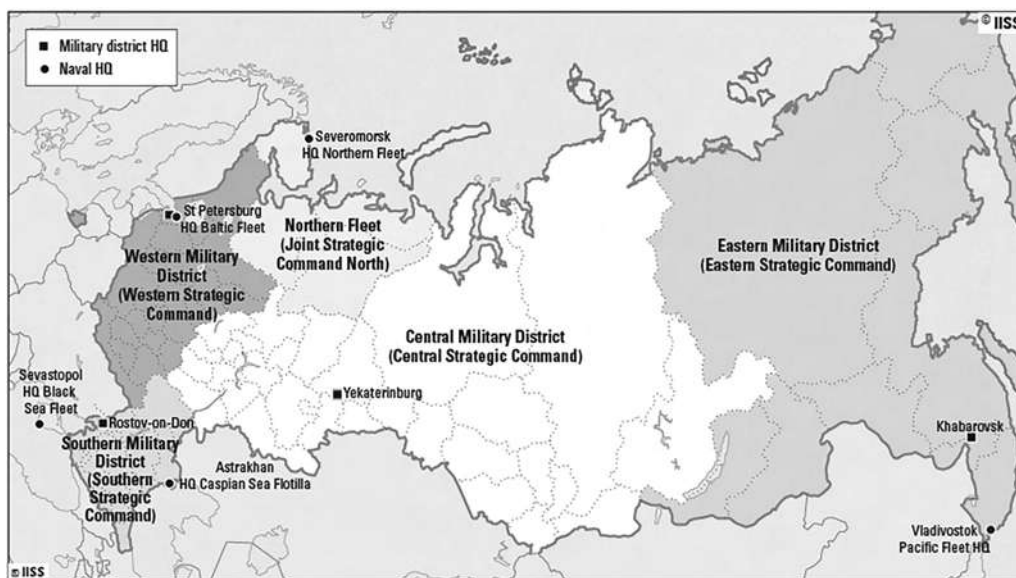 © IISS
Military district HQ
Naval HQ
Severomorsk
HQ Northern Fleet
St Petersburg
HQ Baltic Fleet
Northern Fleet
(Joint Strategic
Command North)
Western Military
District
(Western Strategic
Command)
Eastern Military District
(Eastern Strategic Command)
Central Military District
(Central Strategic Command)
Yekaterinburg
Sevastopol
HQ Black
Sea Fleet
Rostov-on-Don
Southern Military
District
(Southern
Strategic
Command)
Astrakhan
HQ Caspian Sea Flotilla
Khabarovsk
Vladivostok
Pacific Fleet HQ
© IISS